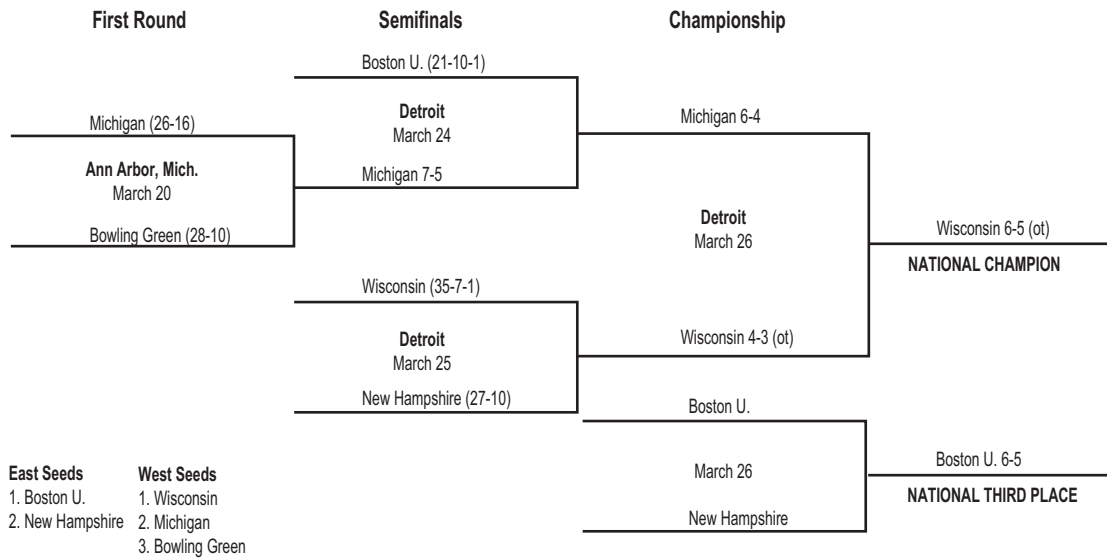 First Round
Semifinals
Championship
Boston U. (21-10-1)
Michigan (26-16)
Detroit
March 24
Michigan 6-4
Ann Arbor, Mich.
March 20
Michigan 7-5
Bowling Green (28-10)
Detroit
March 26
Wisconsin 6-5 (ot)
NATIONAL CHAMPION
Wisconsin (35-7-1)
Detroit
March 25
Wisconsin 4-3 (ot)
New Hampshire (27-10)
Boston U.
March 26
Boston U. 6-5
NATIONAL THIRD PLACE
New Hampshire
East Seeds
1. Boston U.
2. New Hampshire
West Seeds
1. Wisconsin
2. Michigan
3. Bowling Green